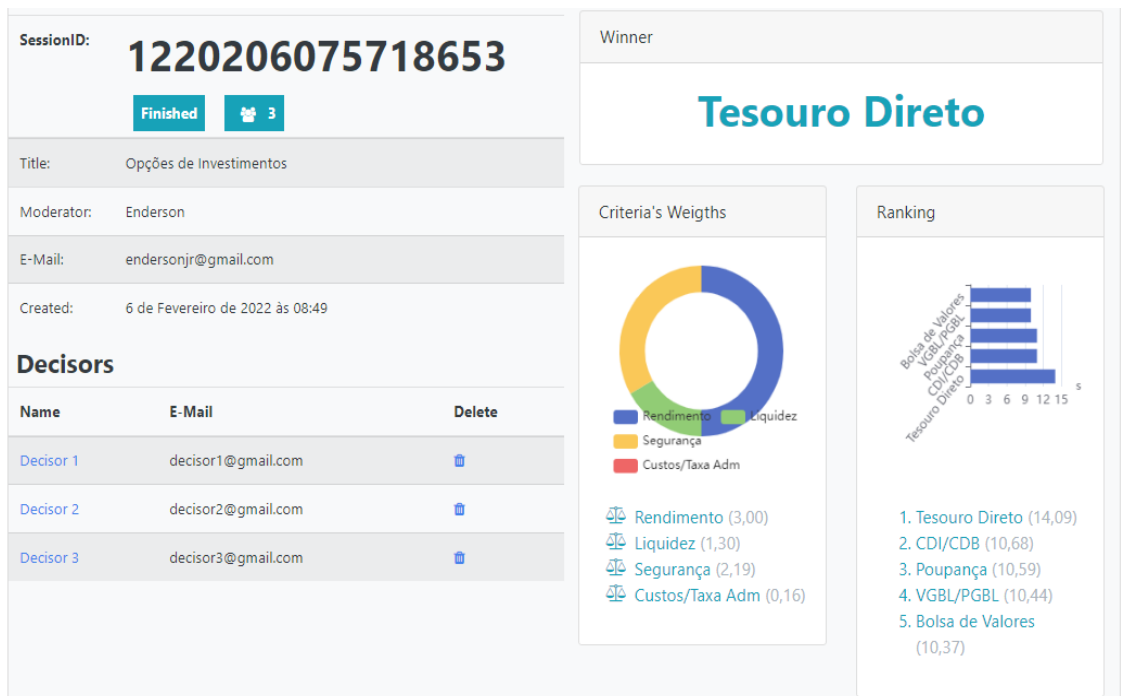 SessionID:
1220206075718653
Finished
3
Title: Opções de Investimentos
Moderator: Enderson
E-Mail: endersonjr@gmail.com
Created: 6 de Fevereiro de 2022 às 08:49
Decisors
Name E-Mail Delete
Decisor 1 decisor1@gmail.com
Decisor 2 decisor2@gmail.com
Decisor 3 decisor3@gmail.com
Winner
Tesouro Direto
Criteria's Weigths
Rendimento Liquidez
Segurança
Custos/Taxa Adm
Rendimento (3,00)
Liquidez (1,30)
Segurança (2,19)
Custos/Taxa Adm (0,16)
Ranking
Bolsa de Valores
VGBL/PGBL
Poupança
CDI/CDB
Tesouro Direto
0 3 6 9 12 15
s
1. Tesouro Direto (14,09)
2. CDI/CDB (10,68)
3. Poupança (10,59)
4. VGBL/PGBL (10,44)
5. Bolsa de Valores
(10,37)